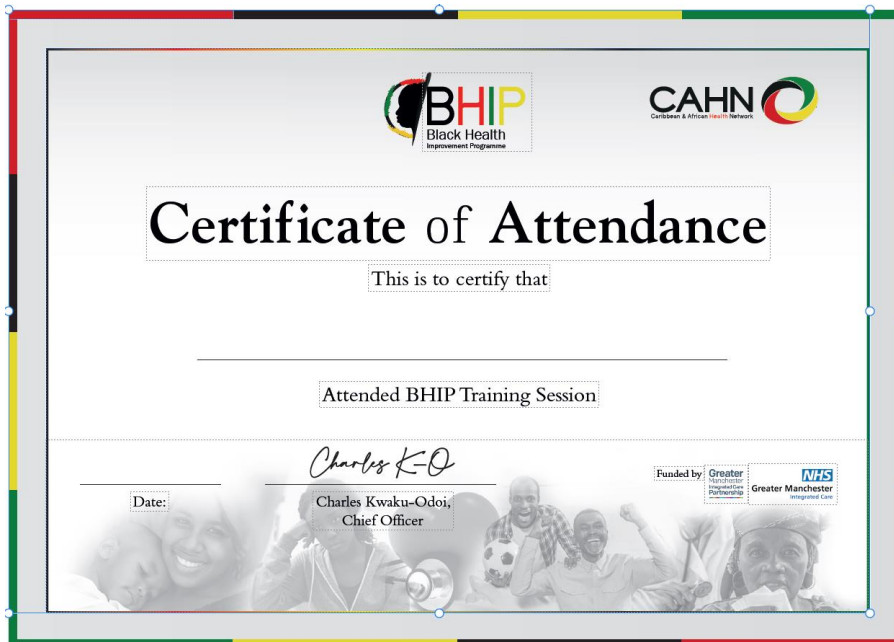 BHIP
Black Health
Improvement Programme
CAHN
Caribbean & African Health Network
Certificate of Attendance
This is to certify that
Attended BHIP Training Session
Charles K-O
Date:
Charles Kwaku-Odoi,
Chief Officer
Funded by
Greater
Manchester
Integrated Care
Partnership
NHS
Greater Manchester
Integrated Care